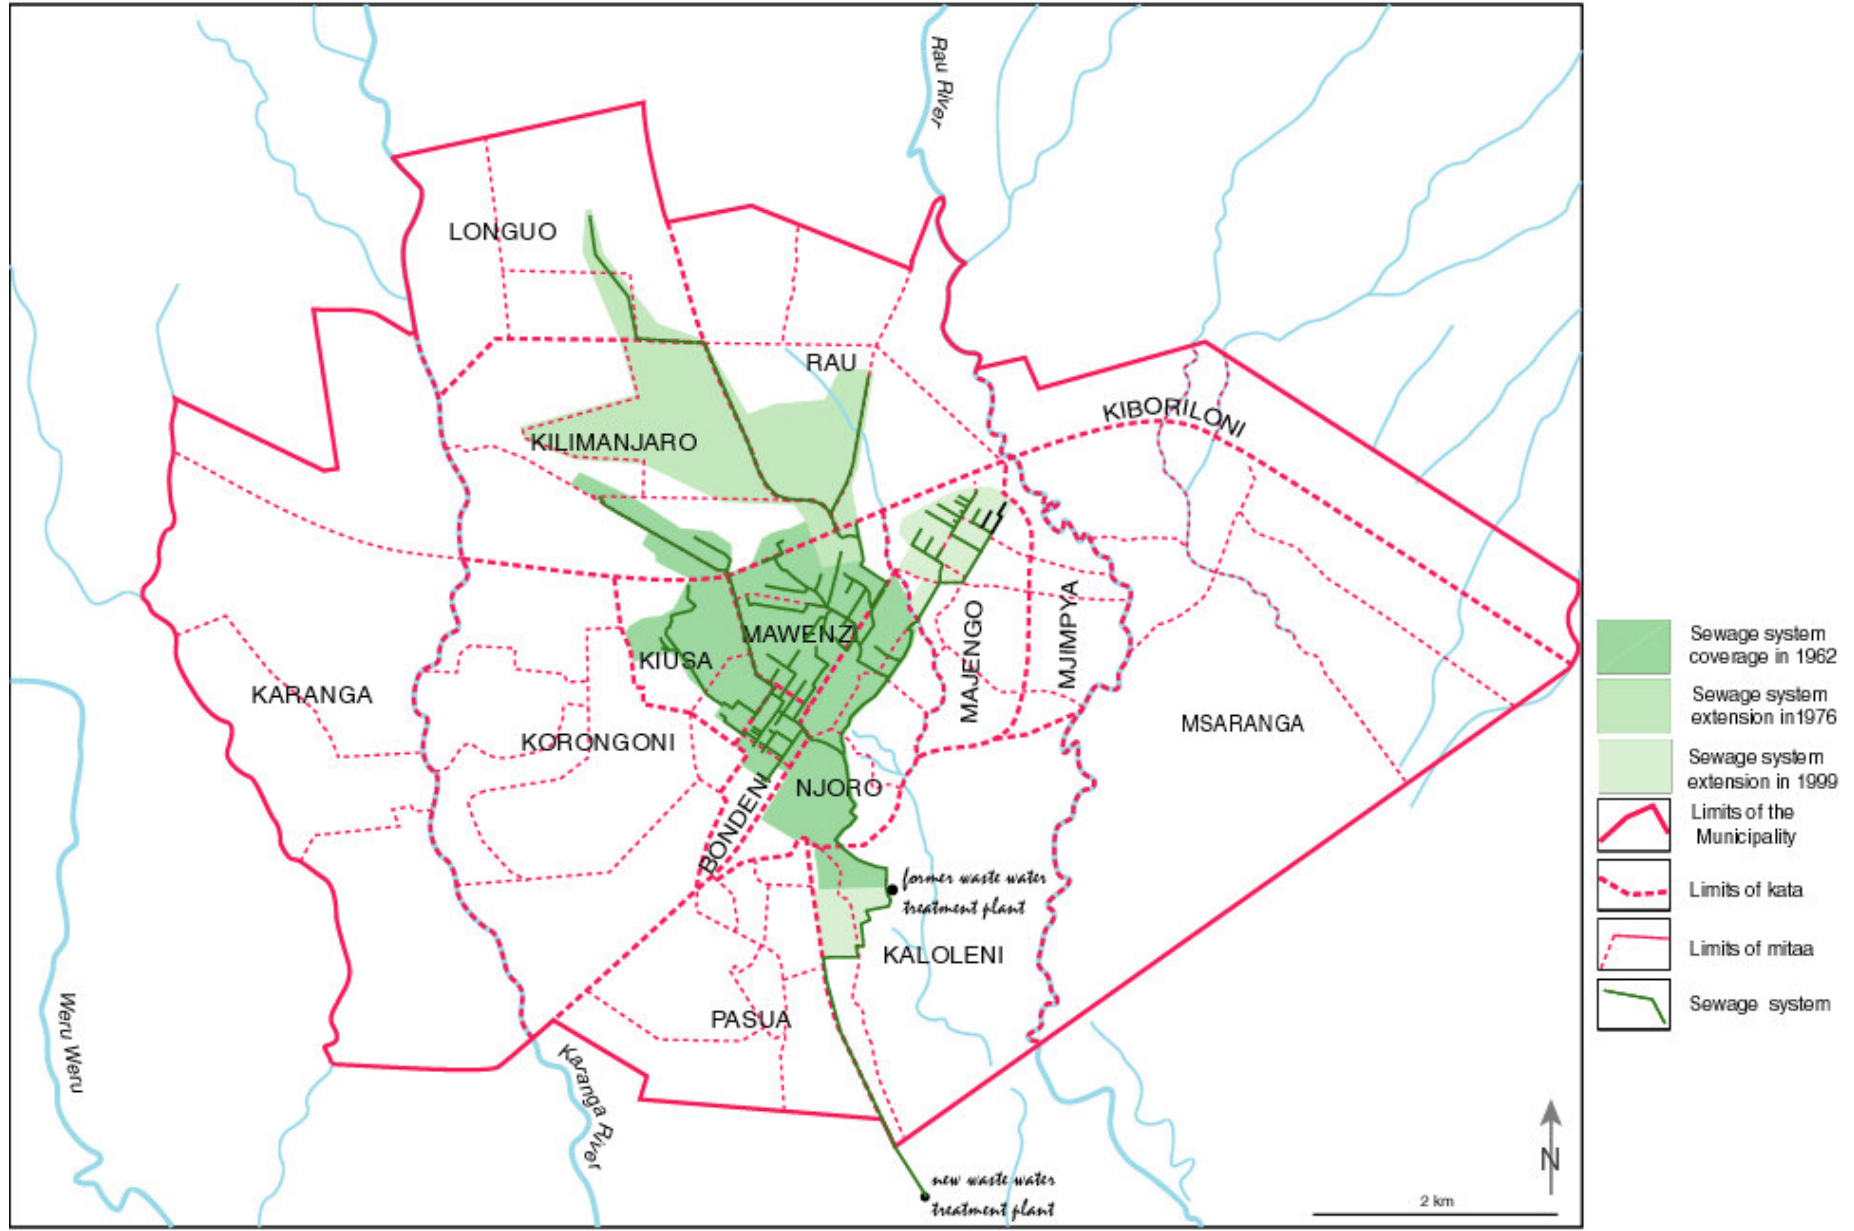 Rau River
LONGUO
RAU
KIBORILONI
KILIMANJARO
MAWENZI
KIUSA
MAJENGO
MJIMPYA
KARANGA
KORONGONI
MSARANGA
NJORO
BONDENI
former waste water
treatment plant
KALOLENI
PASUA
Weru Weru
Karanga River
new waste water
treatment plant
N
2 km
Sewage system
coverage in 1962
Sewage system
extension in1976
Sewage system
extension in 1999
Limits of the
Municipality
Limits of kata
Limits of mitaa
Sewage system